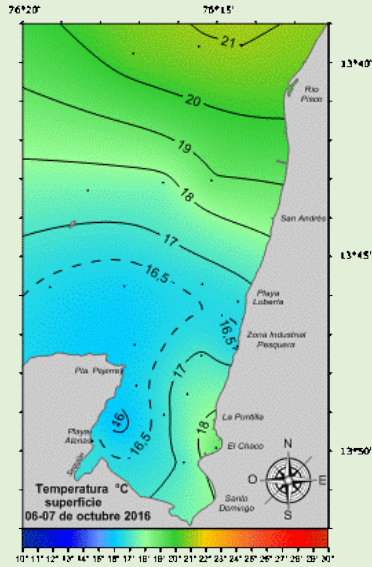 76°20' 76°15'
21
13°40'
Rio
Pisco
20
19
18
San Andrés
17
13°45'
16,5
Playa
Lobería
16,5
Zona Industrial
Pesquera
17
Pta. Pejerrey
16
La Puntilla
18
Playa
Atenas
16,5
El Chaco
13°50'
Sequión
N
O E
S
Temperatura °C
superficie
06-07 de octubre 2016
Santo
Domingo
10° 11° 12° 13° 14° 15° 16° 17° 18° 19° 20° 21° 22° 23° 24° 25° 26° 27° 28° 29° 30°